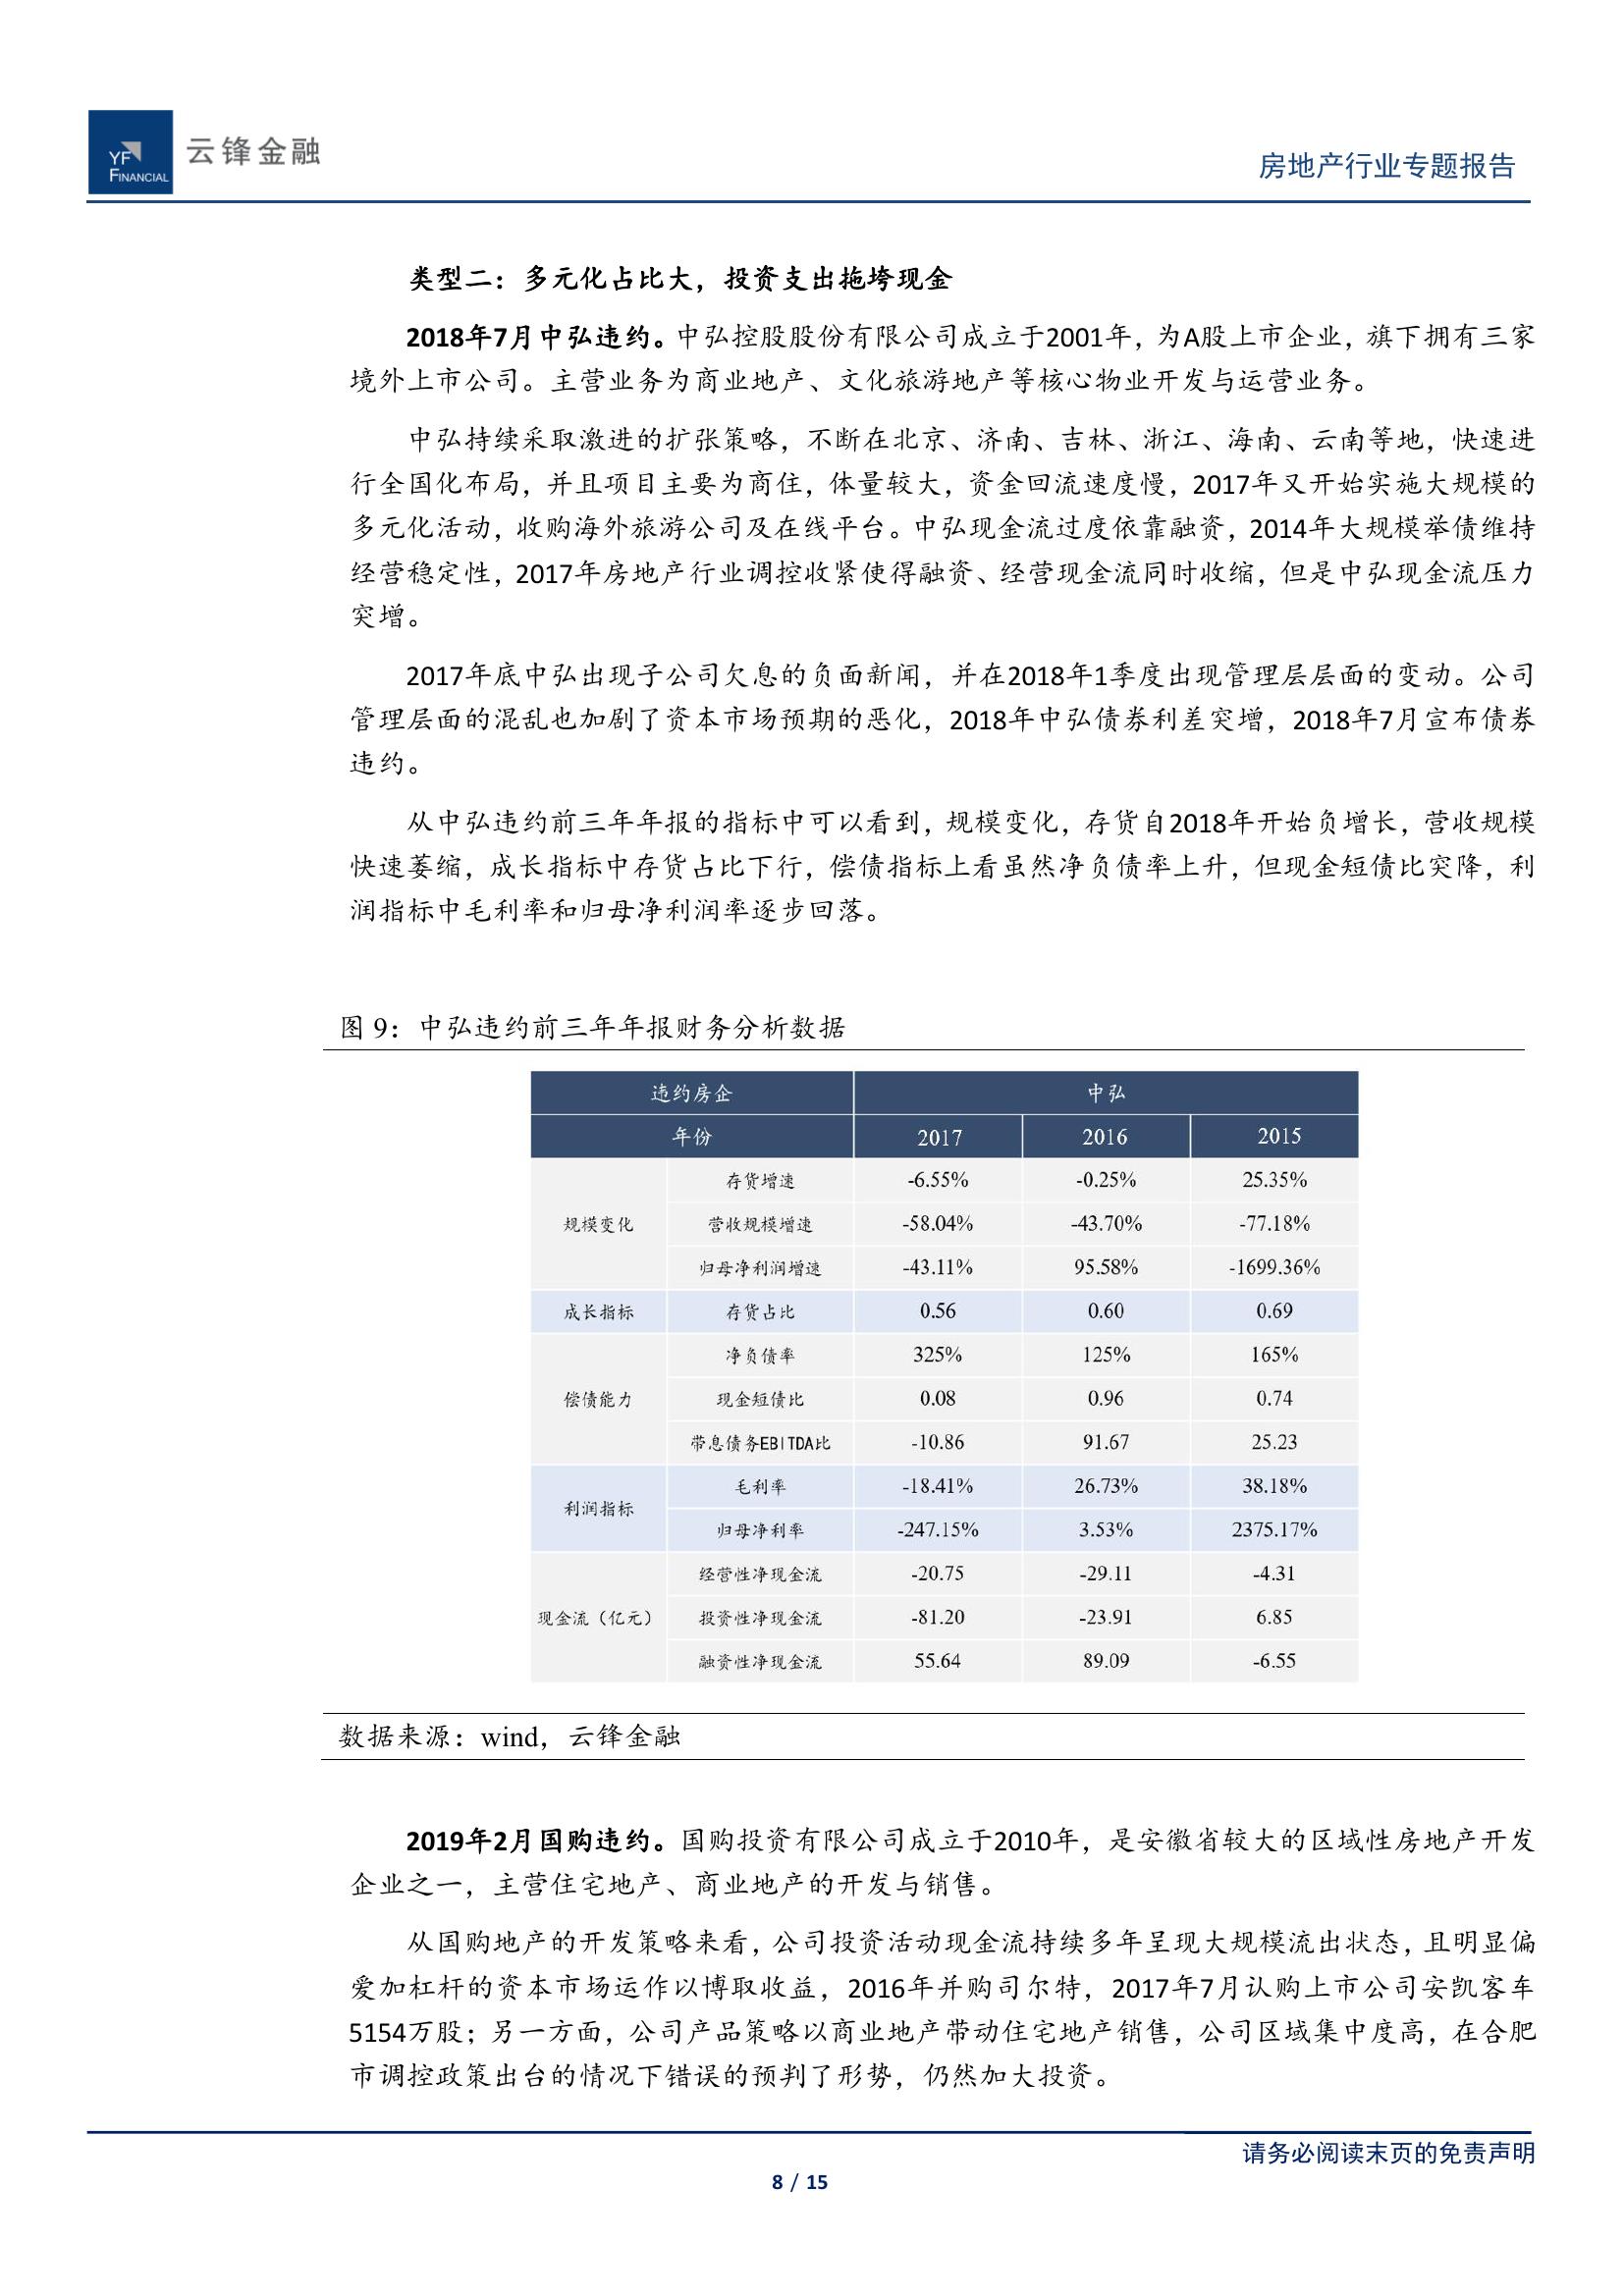 YF
FINANCIAL
云锋金融
房地产行业专题报告
类型二：多元化占比大，投资支出拖垮现金
2018年7月中弘违约。中弘控股股份有限公司成立于2001年，为A股上市企业，旗下拥有三家
境外上市公司。主营业务为商业地产、文化旅游地产等核心物业开发与运营业务。
中弘持续采取激进的扩张策略，不断在北京、济南、吉林、浙江、海南、云南等地，快速进
行全国化布局，并且项目主要为商住，体量较大，资金回流速度慢，2017年又开始实施大规模的
多元化活动，收购海外旅游公司及在线平台。中弘现金流过度依靠融资，2014年大规模举债维持
经营稳定性，2017年房地产行业调控收紧使得融资、经营现金流同时收缩，但是中弘现金流压力
突增。
2017年底中弘出现子公司欠息的负面新闻，并在2018年1季度出现管理层层面的变动。公司
管理层面的混乱也加剧了资本市场预期的恶化，2018年中弘债券利差突增，2018年7月宣布债券
违约。
从中弘违约前三年年报的指标中可以看到，规模变化，存货自2018年开始负增长，营收规模
快速萎缩，成长指标中存货占比下行，偿债指标上看虽然净负债率上升，但现金短债比突降，利
润指标中毛利率和归母净利润率逐步回落。
图 9：中弘违约前三年年报财务分析数据
违约房企 中弘
年份 2017 2016 2015
规模变化 存货增速 -6.55% -0.25% 25.35%
营收规模增速 -58.04% -43.70% -77.18%
归母净利润增速 -43.11% 95.58% -1699.36%
成长指标 存货占比 0.56 0.60 0.69
偿债能力 净负债率 325% 125% 165%
现金短债比 0.08 0.96 0.74
带息债务EBITDA比 -10.86 91.67 25.23
利润指标 毛利率 -18.41% 26.73% 38.18%
归母净利率 -247.15% 3.53% 2375.17%
现金流（亿元） 经营性净现金流 -20.75 -29.11 -4.31
投资性净现金流 -81.20 -23.91 6.85
融资性净现金流 55.64 89.09 -6.55
数据来源：wind，云锋金融
2019年2月国购违约。国购投资有限公司成立于2010年，是安徽省较大的区域性房地产开发
企业之一，主营住宅地产、商业地产的开发与销售。
从国购地产的开发策略来看，公司投资活动现金流持续多年呈现大规模流出状态，且明显偏
爱加杠杆的资本市场运作以博取收益，2016年并购司尔特，2017年7月认购上市公司安凯客车
5154万股；另一方面，公司产品策略以商业地产带动住宅地产销售，公司区域集中度高，在合肥
市调控政策出台的情况下错误的预判了形势，仍然加大投资。
请务必阅读末页的免责声明
8 / 15